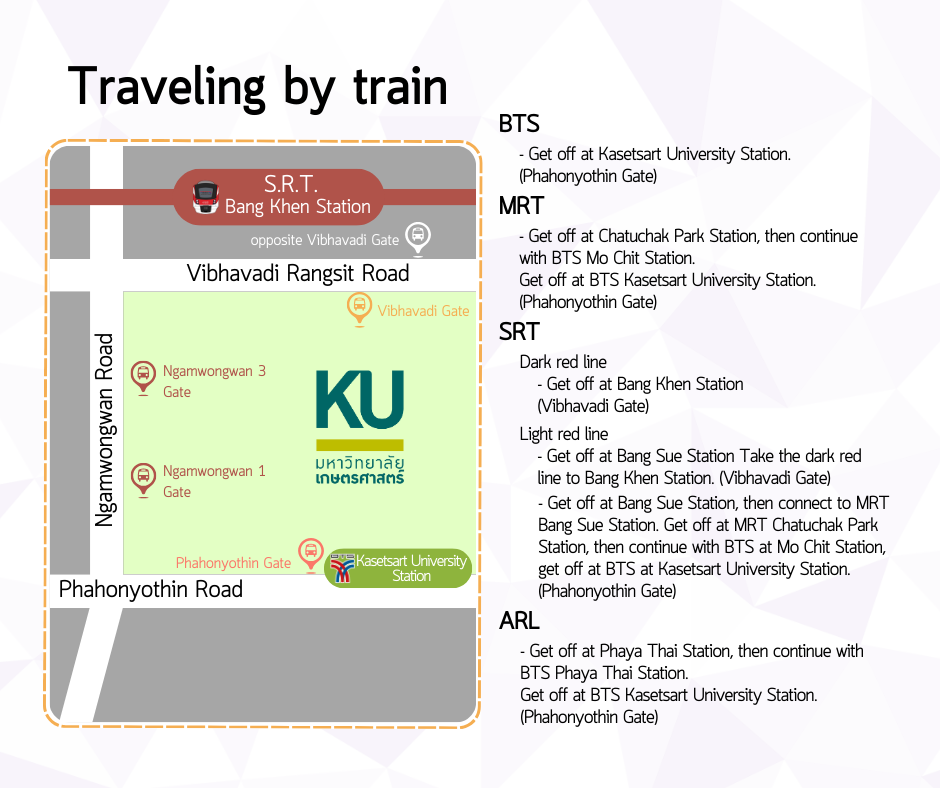 Traveling by train
S.R.T.
Bang Khen Station
opposite Vibhavadi Gate
Vibhavadi Rangsit Road
Vibhavadi Gate
Ngamwongwan Road
Ngamwongwan 3
Gate
KU
มหาวิทยาลัย
เกษตรศาสตร์
Ngamwongwan 1
Gate
Phahonyothin Gate
BTS
Kasetsart University
Station
Phahonyothin Road
BTS
- Get off at Kasetsart University Station.
(Phahonyothin Gate)
MRT
- Get off at Chatuchak Park Station, then continue
with BTS Mo Chit Station.
Get off at BTS Kasetsart University Station.
(Phahonyothin Gate)
SRT
Dark red line
- Get off at Bang Khen Station
(Vibhavadi Gate)
Light red line
- Get off at Bang Sue Station Take the dark red
line to Bang Khen Station. (Vibhavadi Gate)
- Get off at Bang Sue Station, then connect to MRT
Bang Sue Station. Get off at MRT Chatuchak Park
Station, then continue with BTS at Mo Chit Station,
get off at BTS at Kasetsart University Station.
(Phahonyothin Gate)
ARL
- Get off at Phaya Thai Station, then continue with
BTS Phaya Thai Station.
Get off at BTS Kasetsart University Station.
(Phahonyothin Gate)